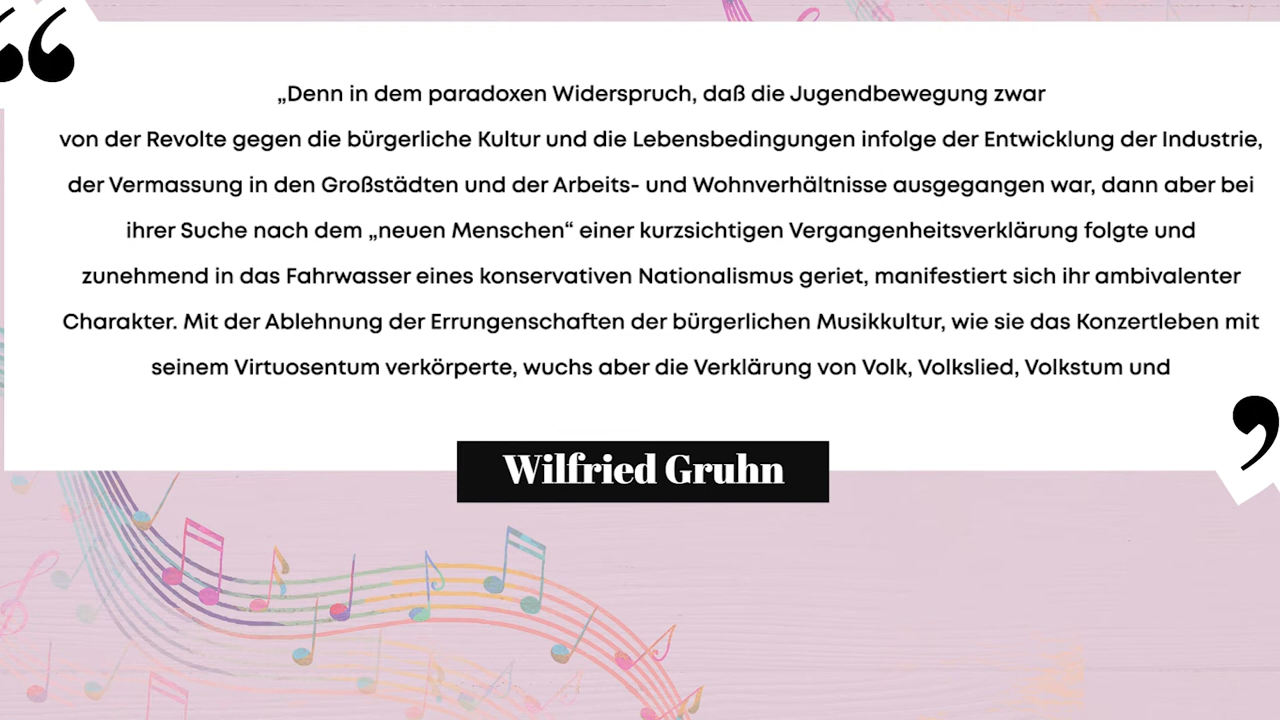 „Denn in dem paradoxen Widerspruch, daß die Jugendbewegung zwar
von der Revolte gegen die bürgerliche Kultur und die Lebensbedingungen infolge der Entwicklung der Industrie,
der Vermassung in den Großstädten und der Arbeits- und Wohnverhältnisse ausgegangen war, dann aber bei
ihrer Suche nach dem „neuen Menschen“ einer kurzsichtigen Vergangenheitsverklärung folgte und
zunehmend in das Fahrwasser eines konservativen Nationalismus geriet, manifestiert sich ihr ambivalenter
Charakter. Mit der Ablehnung der Errungenschaften der bürgerlichen Musikkultur, wie sie das Konzertleben mit
seinem Virtuosentum verkörperte, wuchs aber die Verklärung von Volk, Volkslied, Volkstum und
Wilfried Gruhn